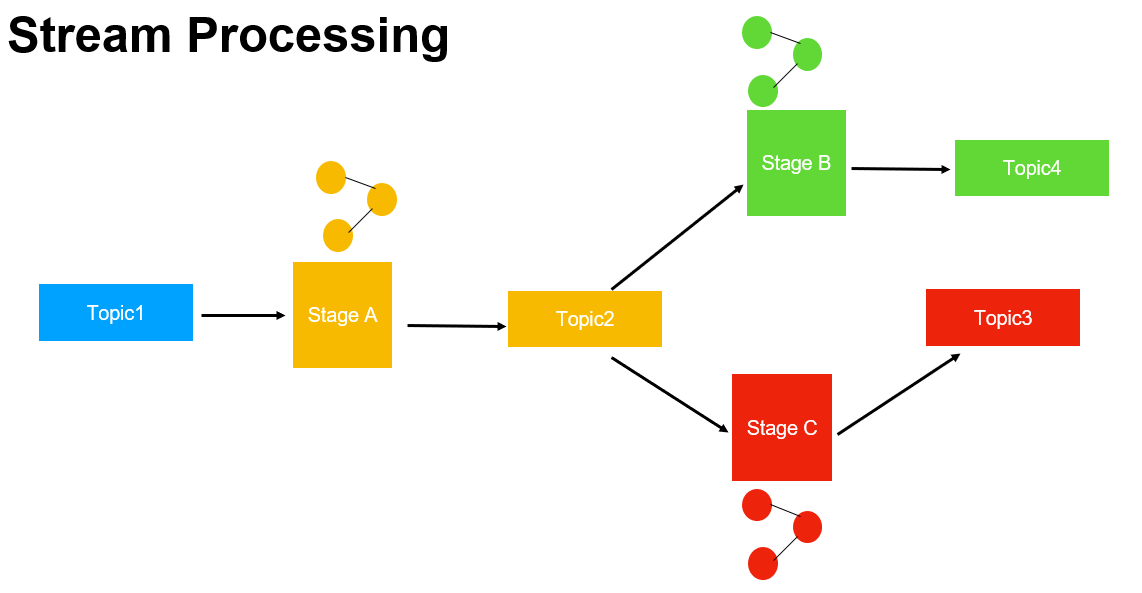 Stream Processing
Stage B
Topic4
Topic1
Stage A
Topic2
Topic3
Stage C